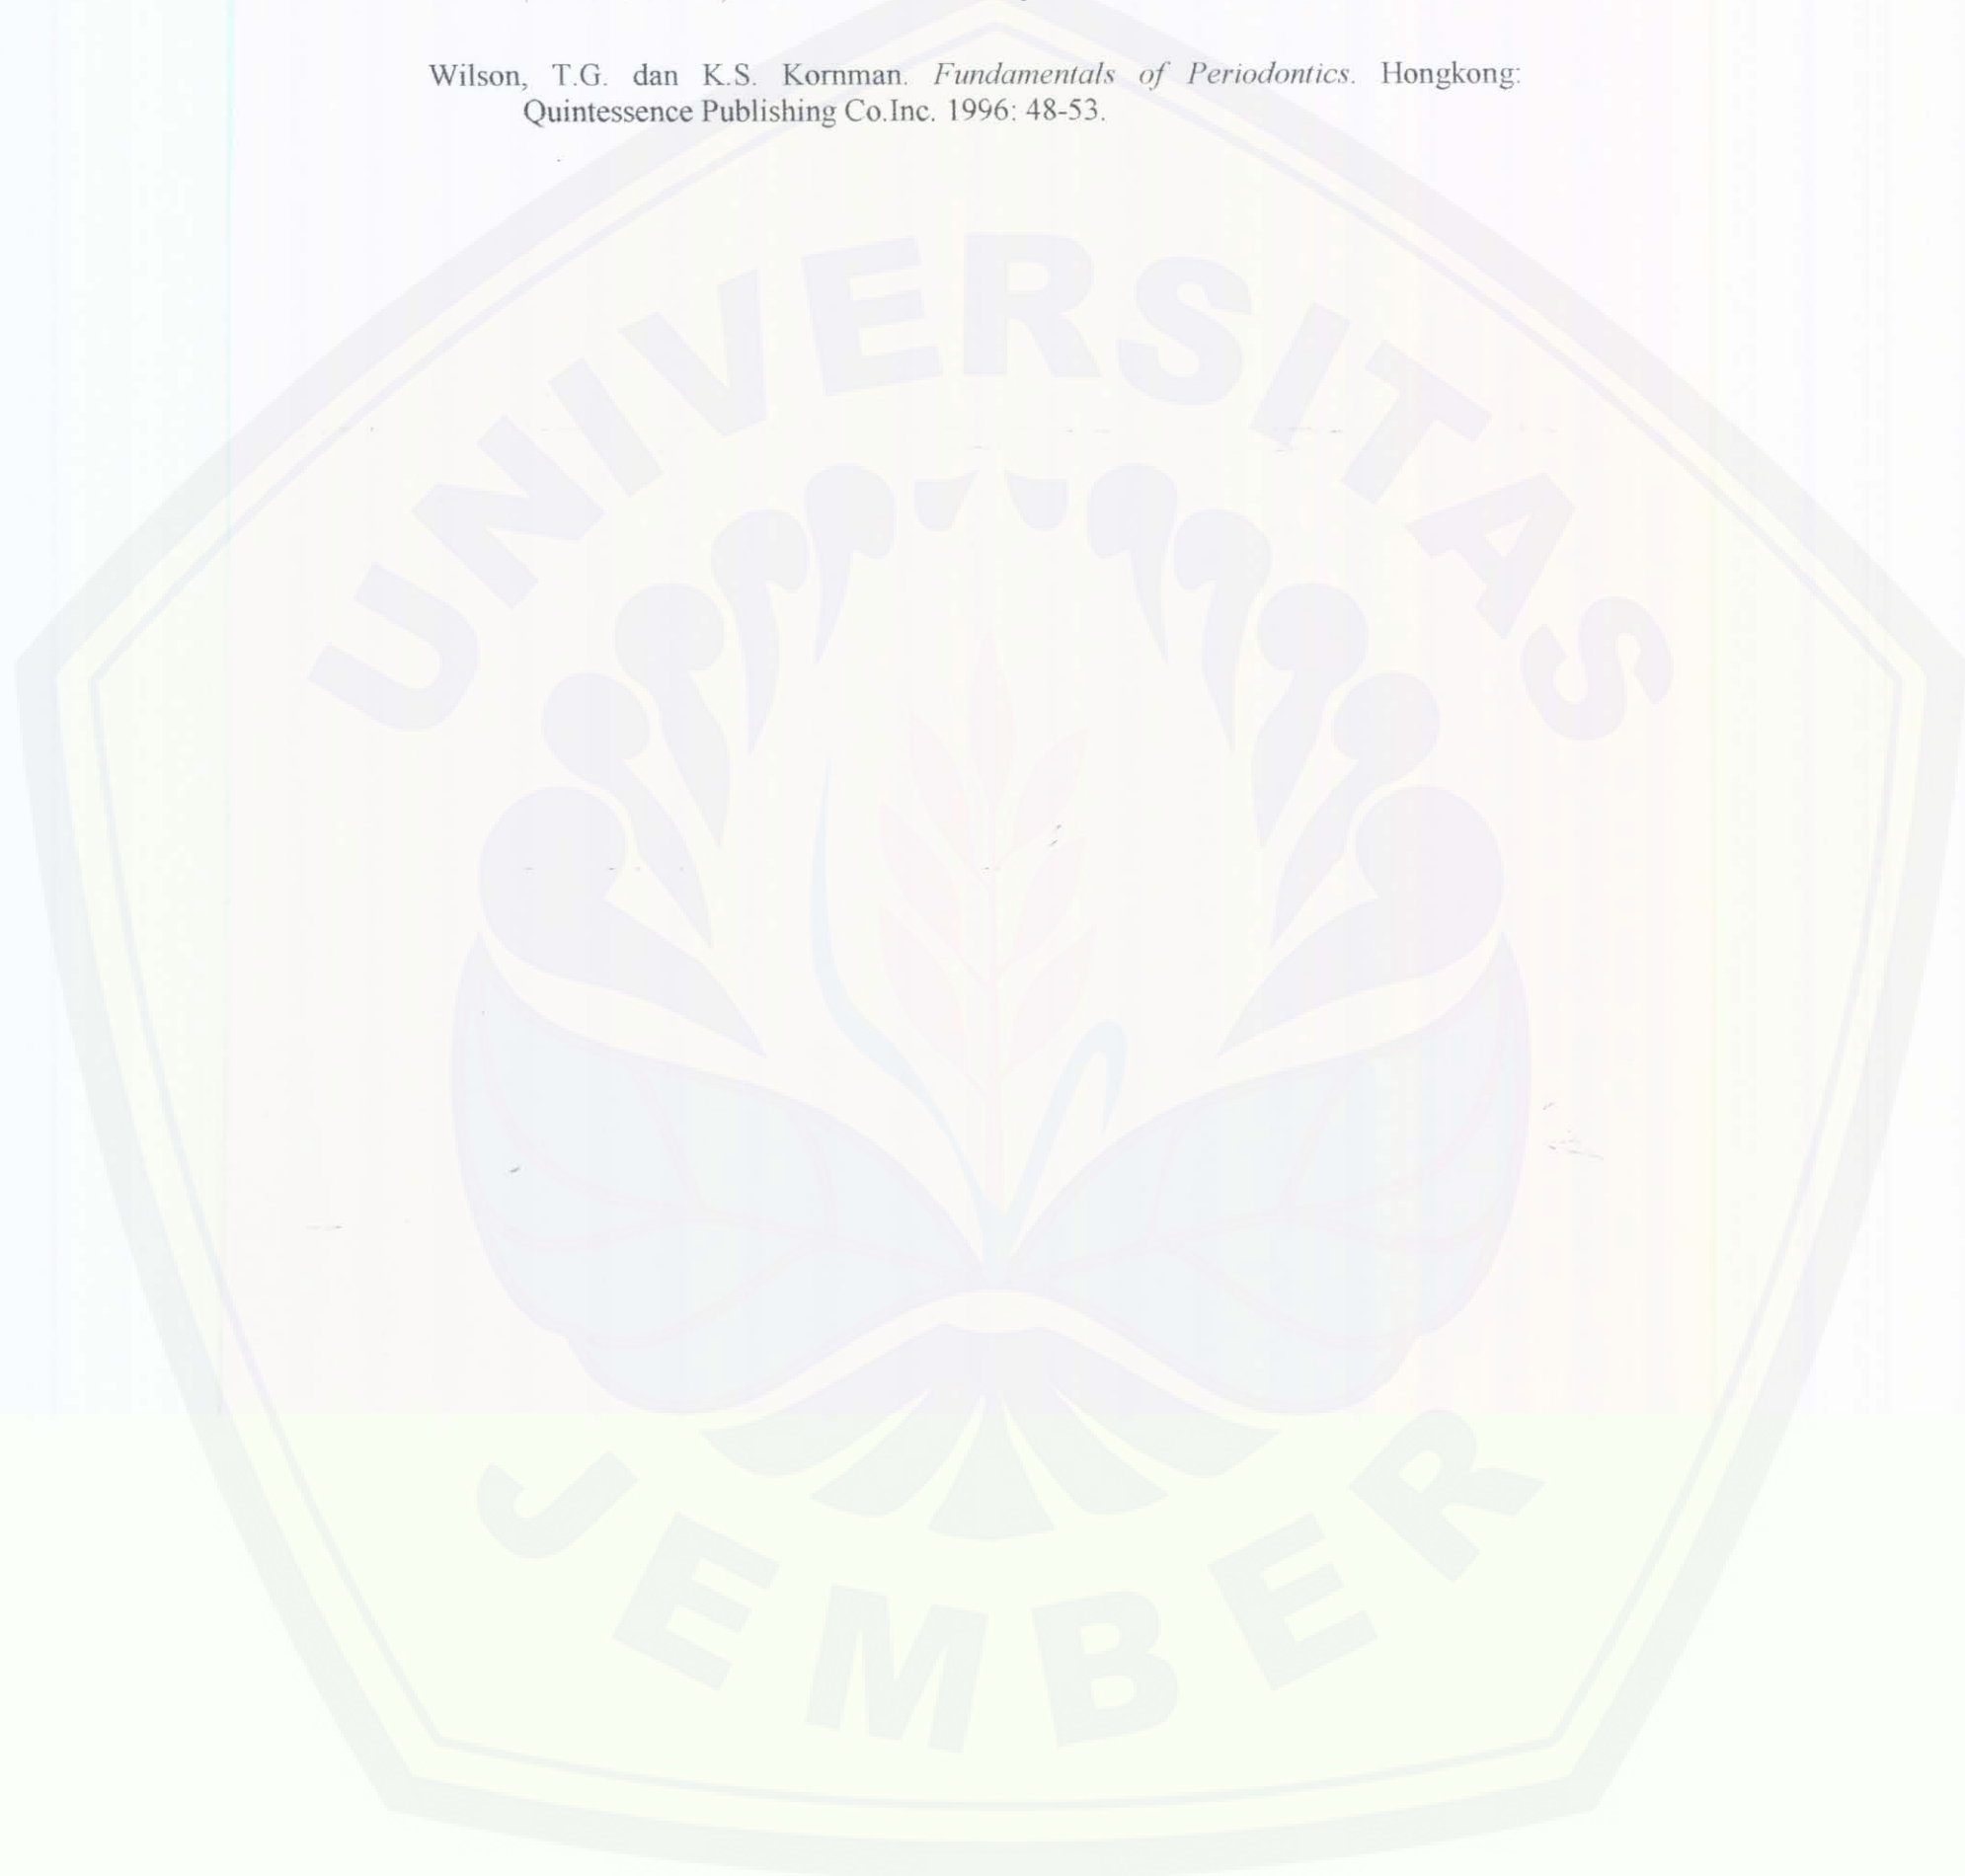 Wilson, T.G. dan K.S. Kornman. Fundamentals of Periodontics. Hongkong:
Quintessence Publishing Co.Inc. 1996: 48-53.
UNIVERSITAS
JEMBER